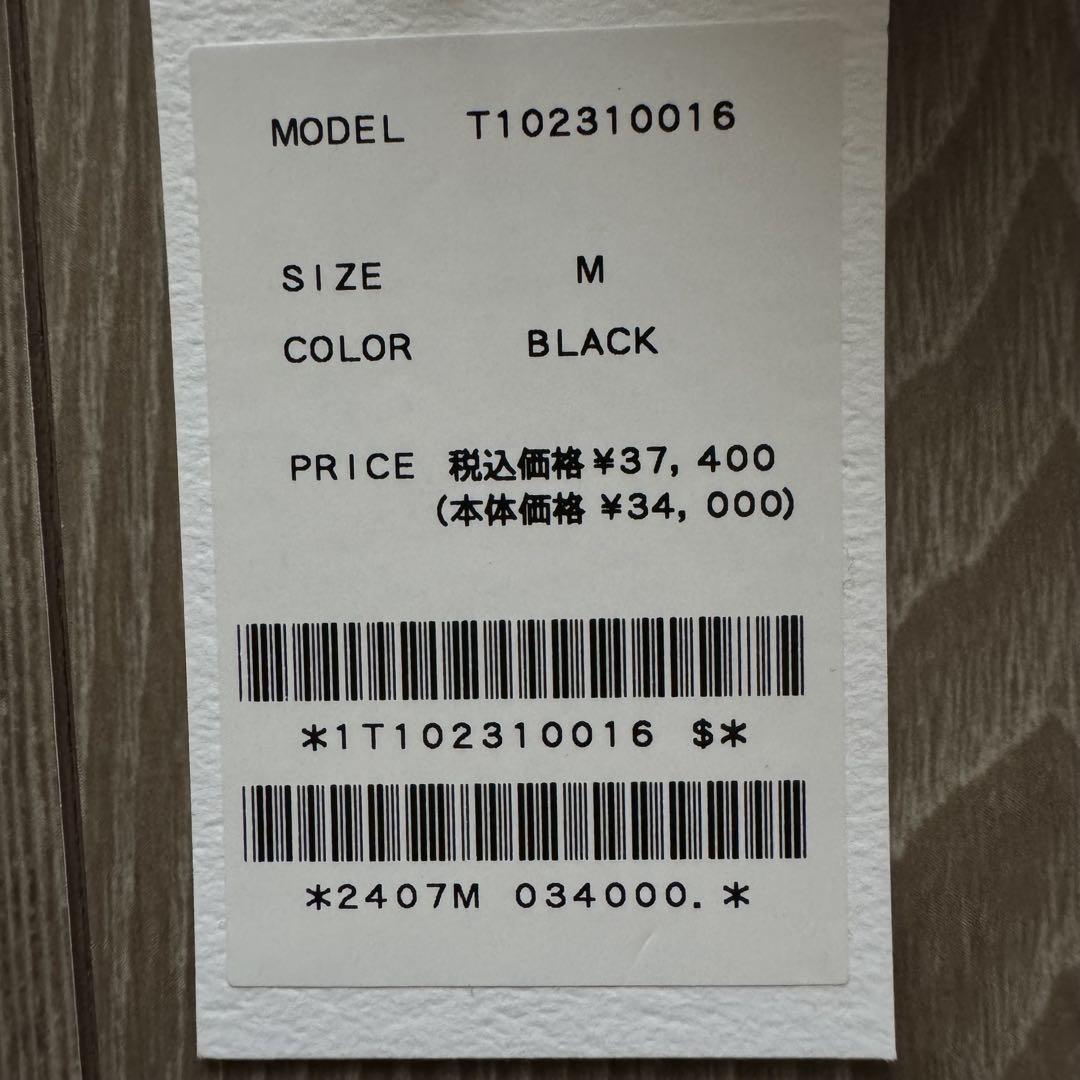 MODEL T102310016
SIZE M
COLOR BLACK
PRICE 税込価格¥37,400
(本体価格 ¥34,000)
*1T102310016 $*
*2407M 034000.*